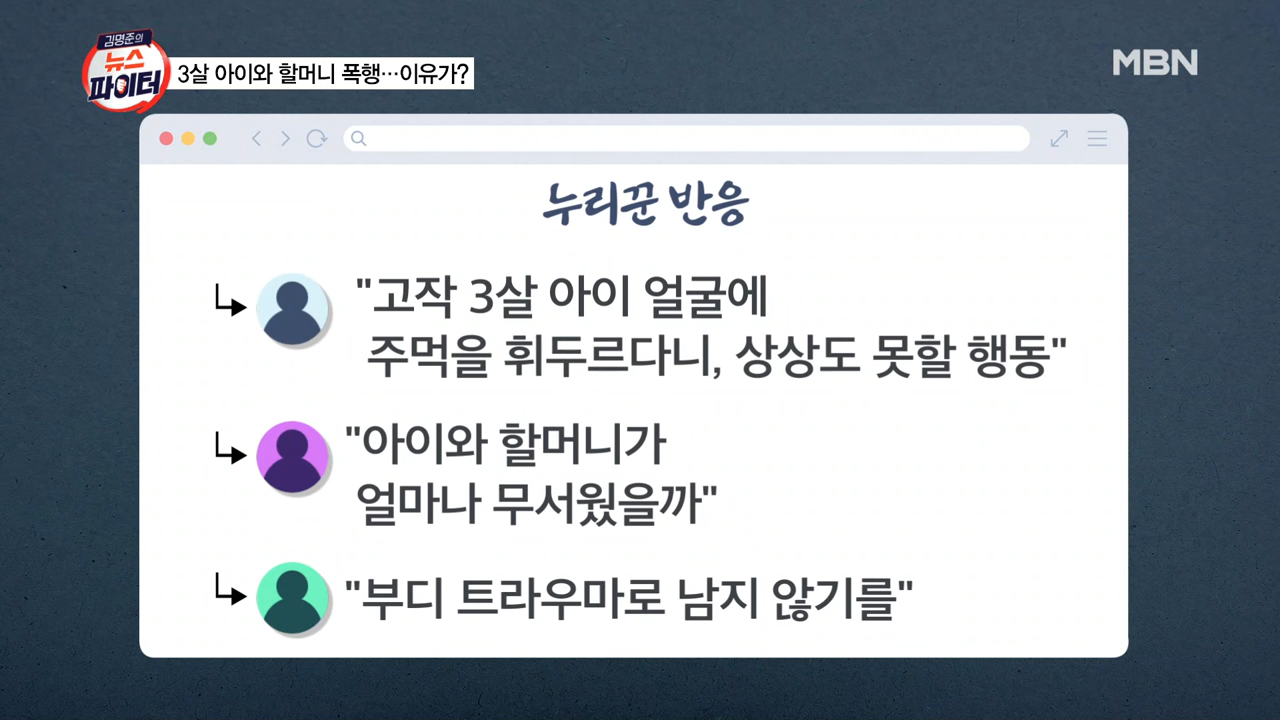 김명준의
뉴스
파이터
3살 아이와 할머니 폭행…이유가?
MBN
누리꾼 반응
"고작 3살 아이 얼굴에
주먹을 휘두르다니, 상상도 못할 행동"
"아이와 할머니가
얼마나 무서웠을까"
"부디 트라우마로 남지 않기를"